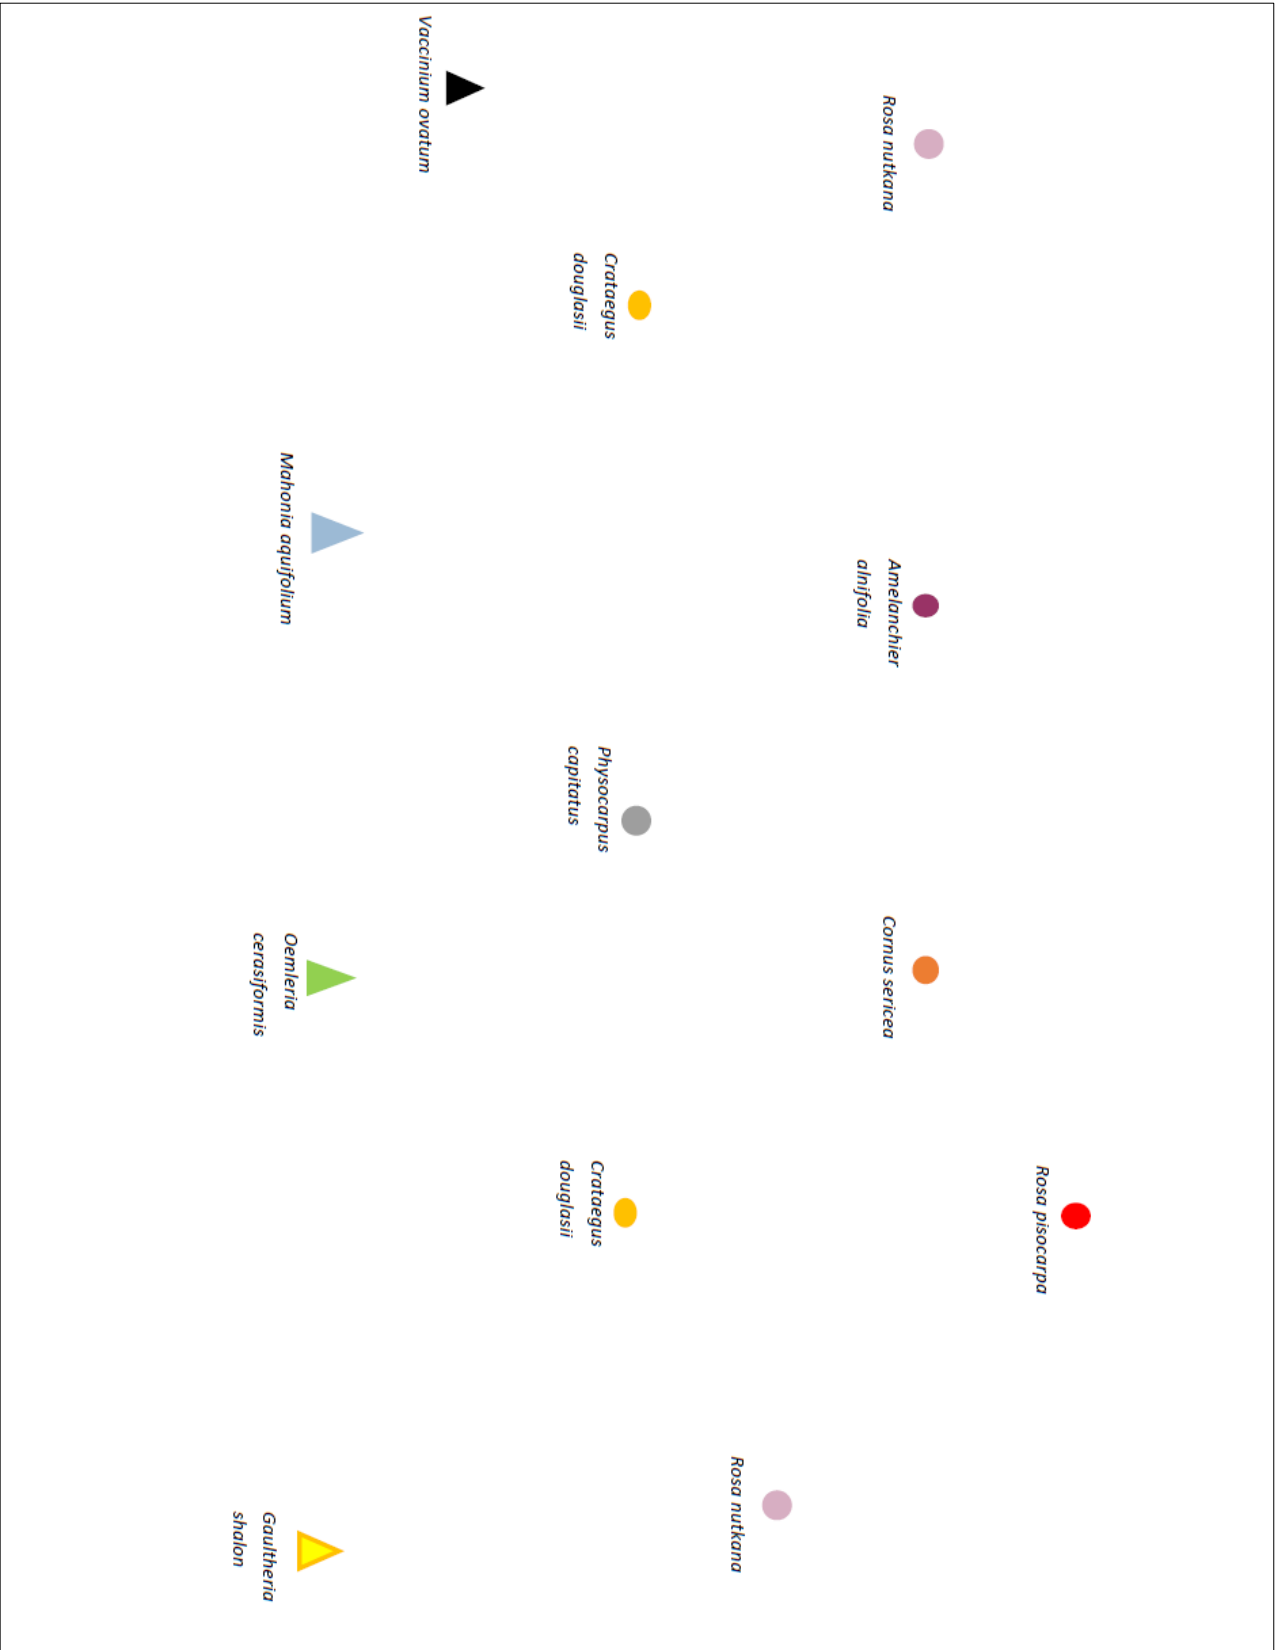 Rosa pisocarpa
Rosa nutkana
Amelanchier
alnifolia
Cornus sericea
Rosa nutkana
Crataegus
douglasii
Physocarpus
capitatus
Crataegus
douglasii
Vaccinium ovatum
Mahonia aquifolium
Oemleria
cerasiformis
Gaultheria
shalon